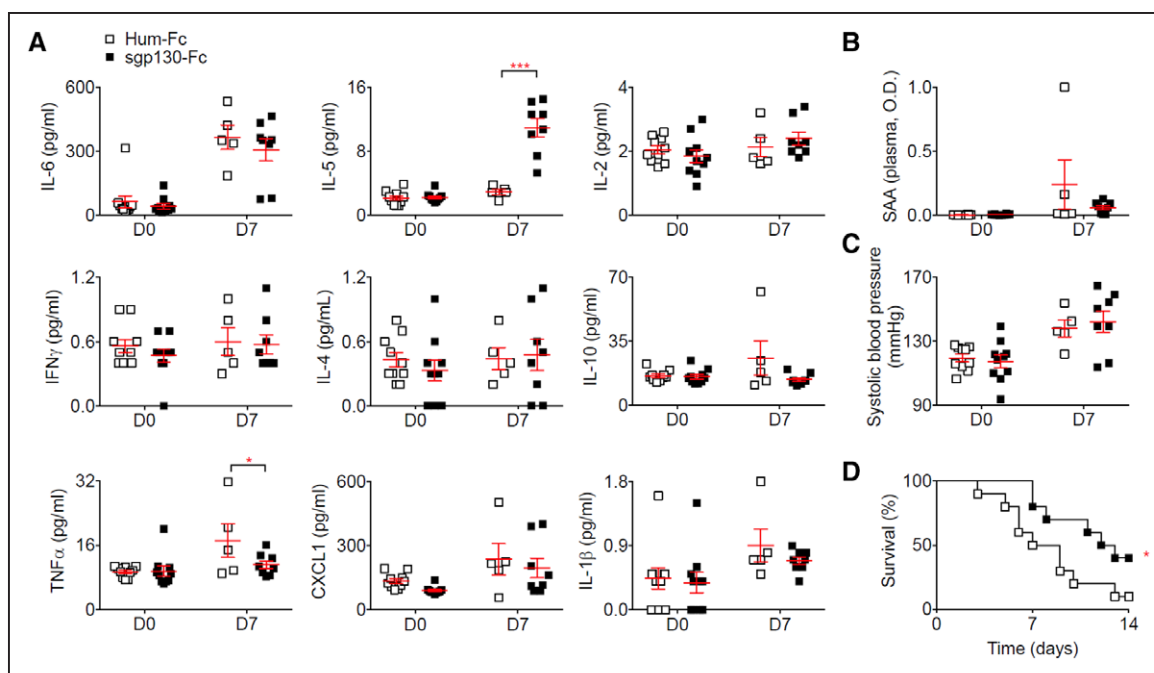 A
Hum-Fc
sgp130-Fc
IL-6 (pg/ml)
600
300
0
D0
D7
IL-5 (pg/ml)
16
8
4
0
***
D0
D7
IL-2 (pg/ml)
4
2
0
D0
D7
B
SAA (plasma, O.D.)
1.0
0.5
0.0
D0
D7
IFNγ (pg/ml)
1.2
0.6
0.0
D0
D7
IL-4 (pg/mL)
1.2
0.6
0.0
D0
D7
IL-10 (pg/ml)
70
35
0
D0
D7
C
Systolic blood pressure
(mmHg)
170
130
90
D0
D7
TNFα (pg/ml)
32
16
0
*
D0
D7
CXCL1 (pg/ml)
600
300
0
D0
D7
IL-1β (pg/ml)
1.8
0.9
0.0
D0
D7
D
Survival (%)
100
50
0
*
0
7
14
Time (days)